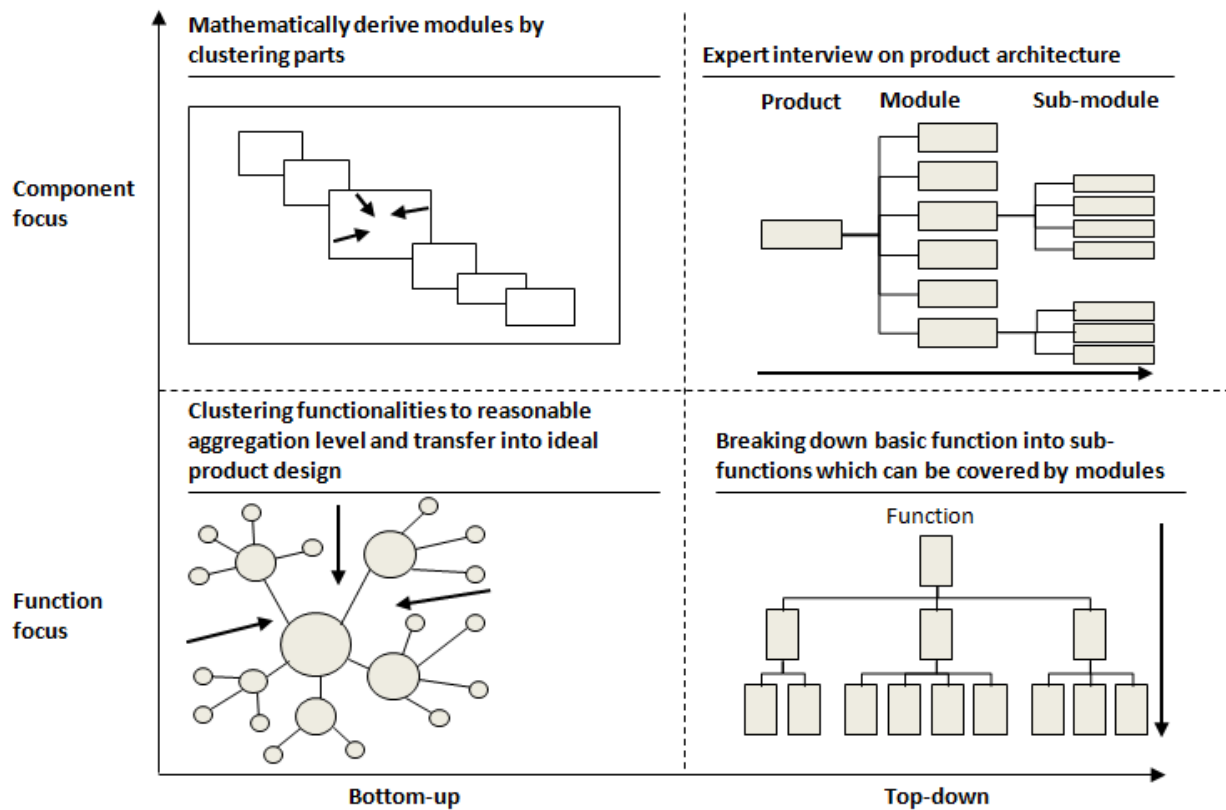 Mathematically derive modules by
clustering parts
Expert interview on product architecture
Product
Module
Sub-module
Component
focus
Clustering functionalities to reasonable
aggregation level and transfer into ideal
product design
Breaking down basic function into sub-
functions which can be covered by modules
Function
Function
focus
Bottom-up
Top-down